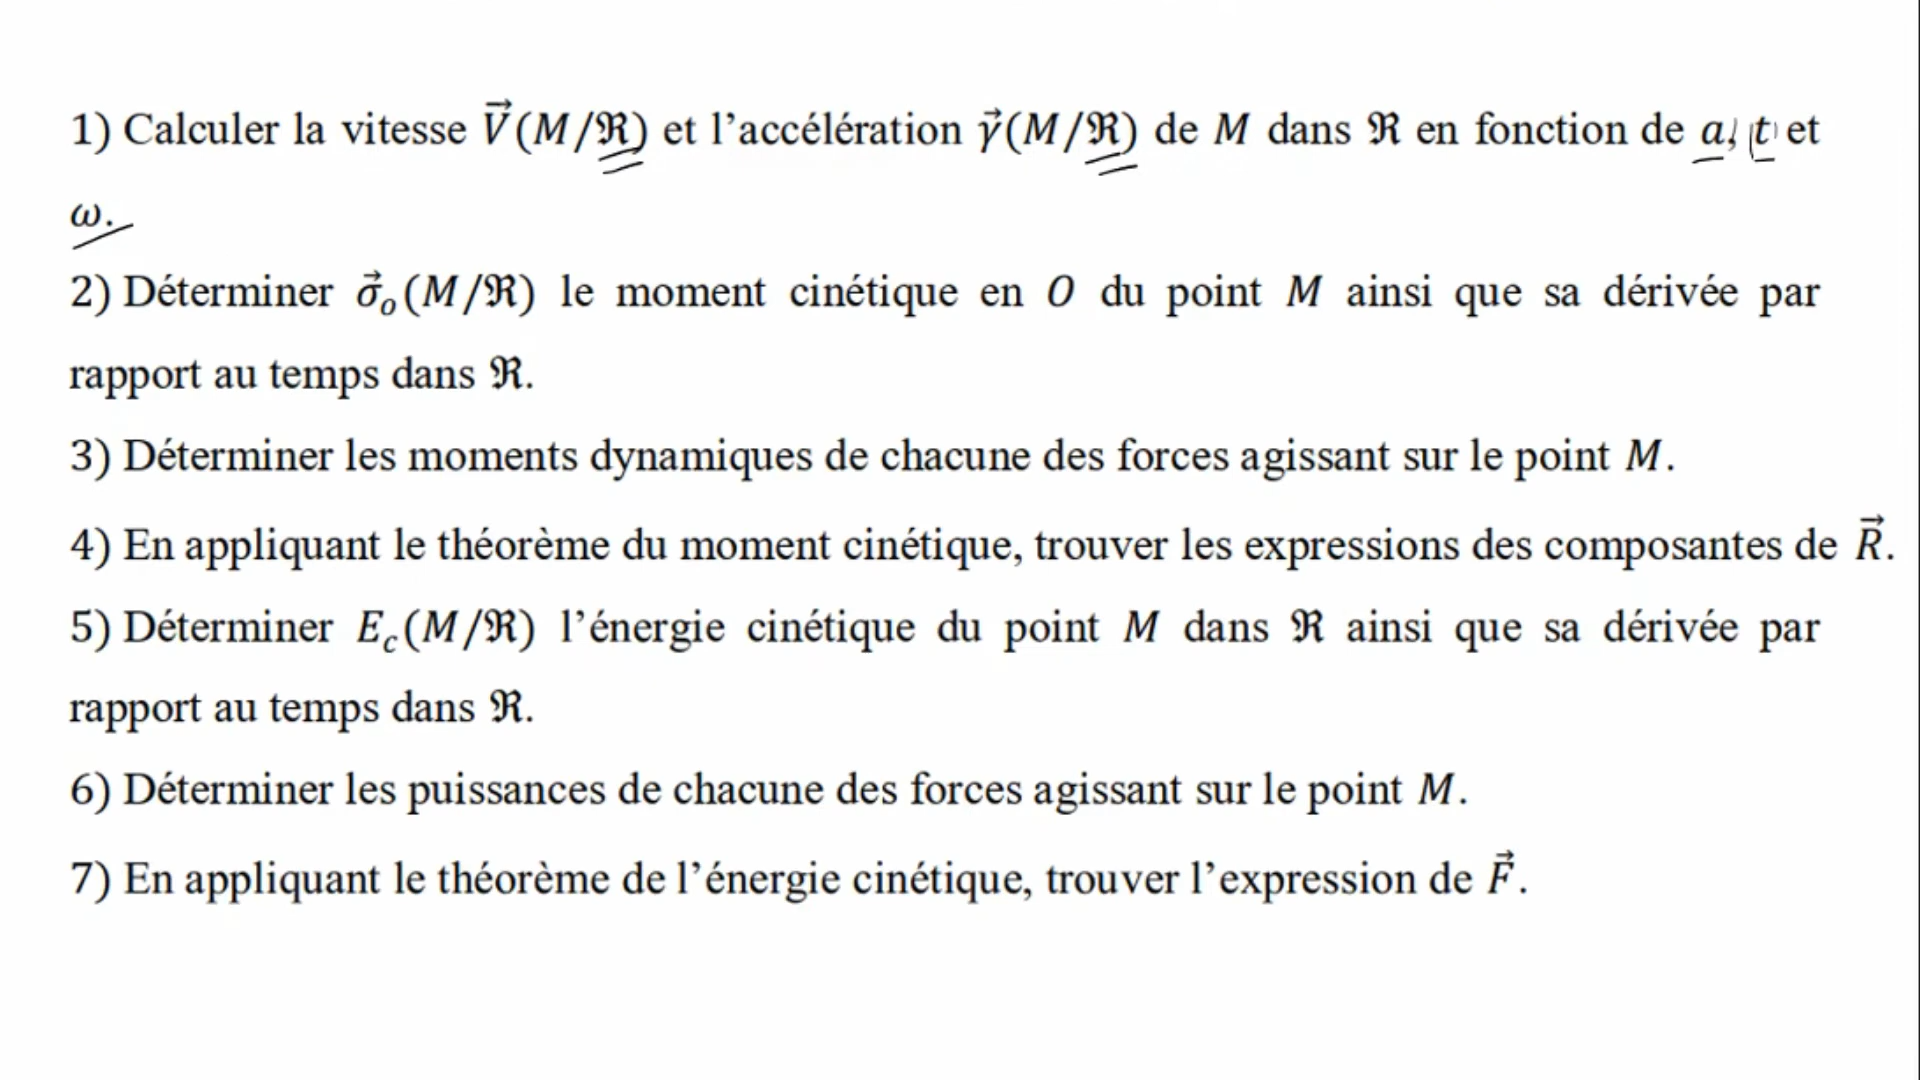 1) Calculer la vitesse V⃗(M/ℜ) et l’accélération γ⃗(M/ℜ) de M dans ℜ en fonction de a, t et
ω.
2) Déterminer σ⃗ₒ(M/ℜ) le moment cinétique en O du point M ainsi que sa dérivée par
rapport au temps dans ℜ.
3) Déterminer les moments dynamiques de chacune des forces agissant sur le point M.
4) En appliquant le théorème du moment cinétique, trouver les expressions des composantes de R⃗.
5) Déterminer E_c(M/ℜ) l’énergie cinétique du point M dans ℜ ainsi que sa dérivée par
rapport au temps dans ℜ.
6) Déterminer les puissances de chacune des forces agissant sur le point M.
7) En appliquant le théorème de l’énergie cinétique, trouver l’expression de F⃗.